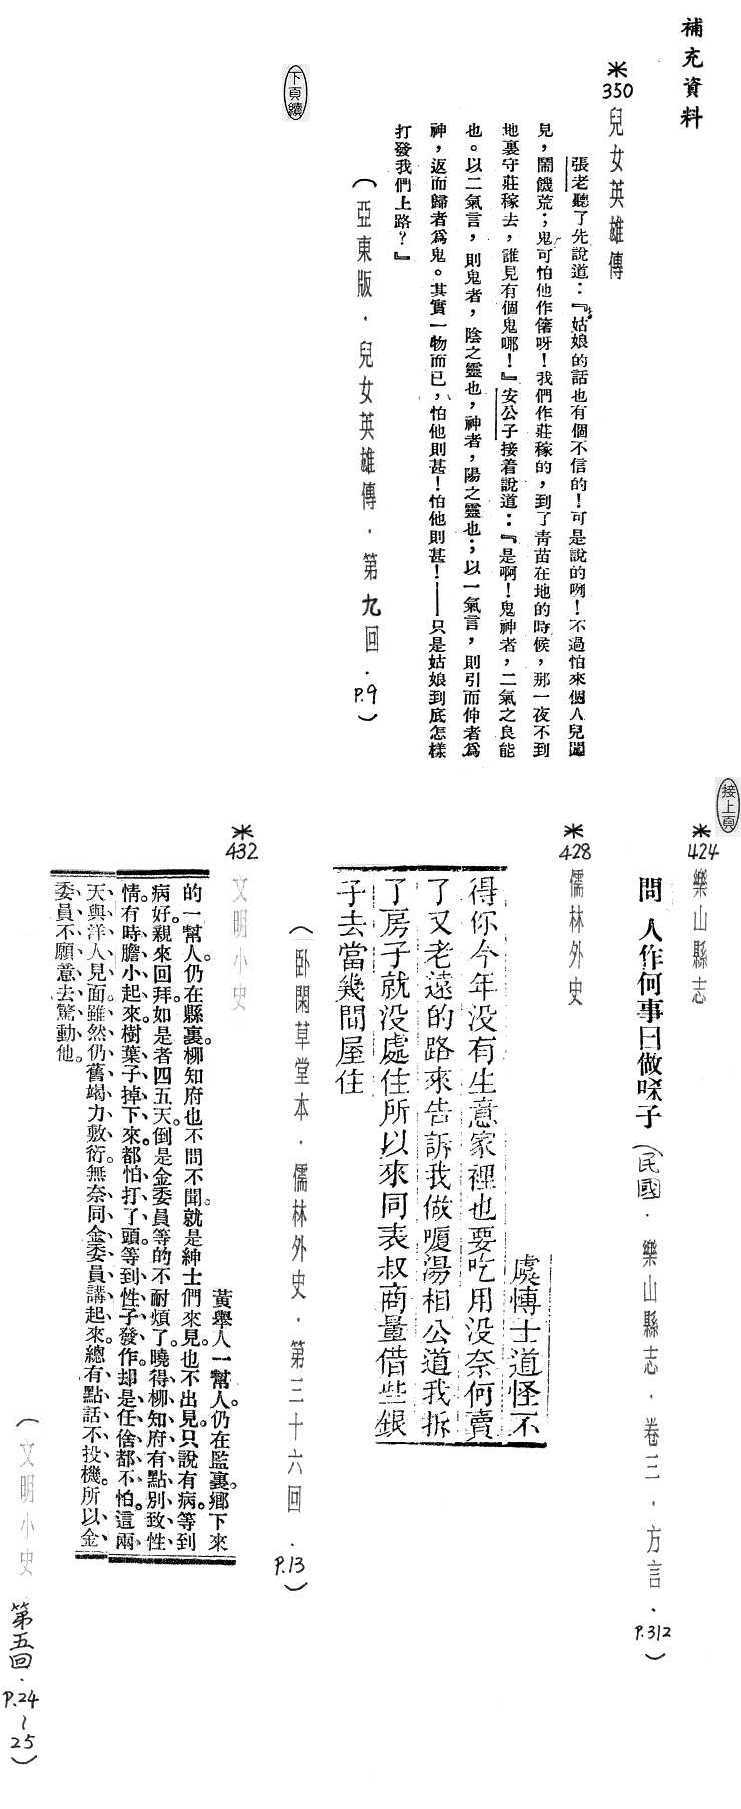 補充資料
*350
兒女英雄傳
張老聽了先說道：『姑娘的話也有個不信的！可是說的咧！不過怕來個人兒闖
見，鬧饑荒；鬼可怕他作僊呀！我們作莊稼的，到了青苗在地的時候，那一夜不到
地裏守莊稼去，誰見有個鬼哪！』安公子接着說道：『是啊！鬼神者，二氣之良能
也。以二氣言，則鬼者，陰之靈也，神者，陽之靈也；以一氣言，則引而伸者爲
神，返而歸者爲鬼。其實一物而已，怕他則甚！怕他則甚！——只是姑娘到底怎樣
打發我們上路？』
（亞東版．兒女英雄傳．第九回．P.9）
下頁續
接上頁
*424
樂山縣志
問人作何事曰做㗇子
（民國．樂山縣志．卷三．方言．P.312）
*428
儒林外史
虞博士道怪不
得你今年没有生意家裡也要吃用没奈何賣
了又老遠的路來告訴我做嗄湯相公道我拆
了房子就没處住所以來同表叔商量借些銀
子去當幾間屋住
（卧閑草堂本．儒林外史．第三十六回．P.13）
*432
文明小史
黃舉人一幫人。仍在監裏。鄉下來
的一幫人。仍在縣裏。柳知府也不問不聞。就是紳士們來見。也不出見。只說有病。等到
病好。親來回拜。如是者四五天。倒是金委員等的不耐煩了。曉得柳知府有點別致性
情。有時膽小起來。樹葉子掉下來。都怕打了頭。等到性子發作。却是任啥都不怕。這兩
天與洋人見面。雖然仍舊竭力敷衍。無奈同金委員講起來。總有點話不投機。所以金
委員不願意去驚動他。
（文明小史．第五回．P.24~25）